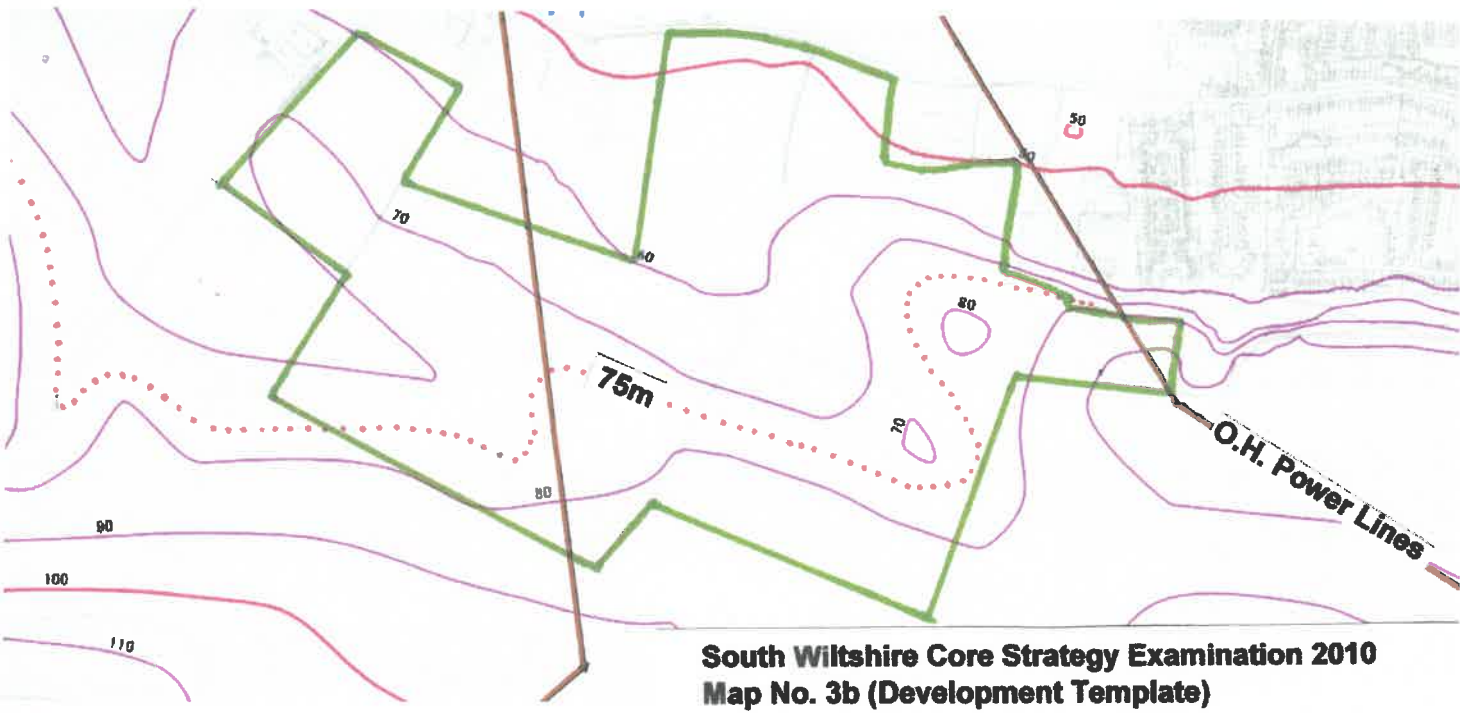 50
70
60
80
75m
70
80
O.H. Power Lines
90
100
110
South Wiltshire Core Strategy Examination 2010
Map No. 3b (Development Template)